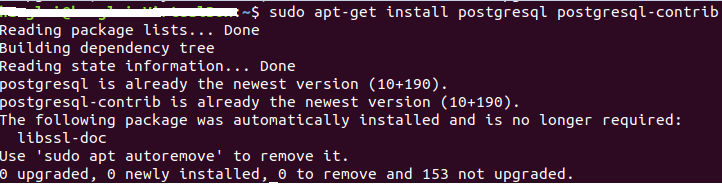 $ sudo apt-get install postgresql postgresql-contrib
Reading package lists... Done
Building dependency tree
Reading state information... Done
postgresql is already the newest version (10+190).
postgresql-contrib is already the newest version (10+190).
The following package was automatically installed and is no longer required:
  libssl-doc
Use 'sudo apt autoremove' to remove it.
0 upgraded, 0 newly installed, 0 to remove and 153 not upgraded.